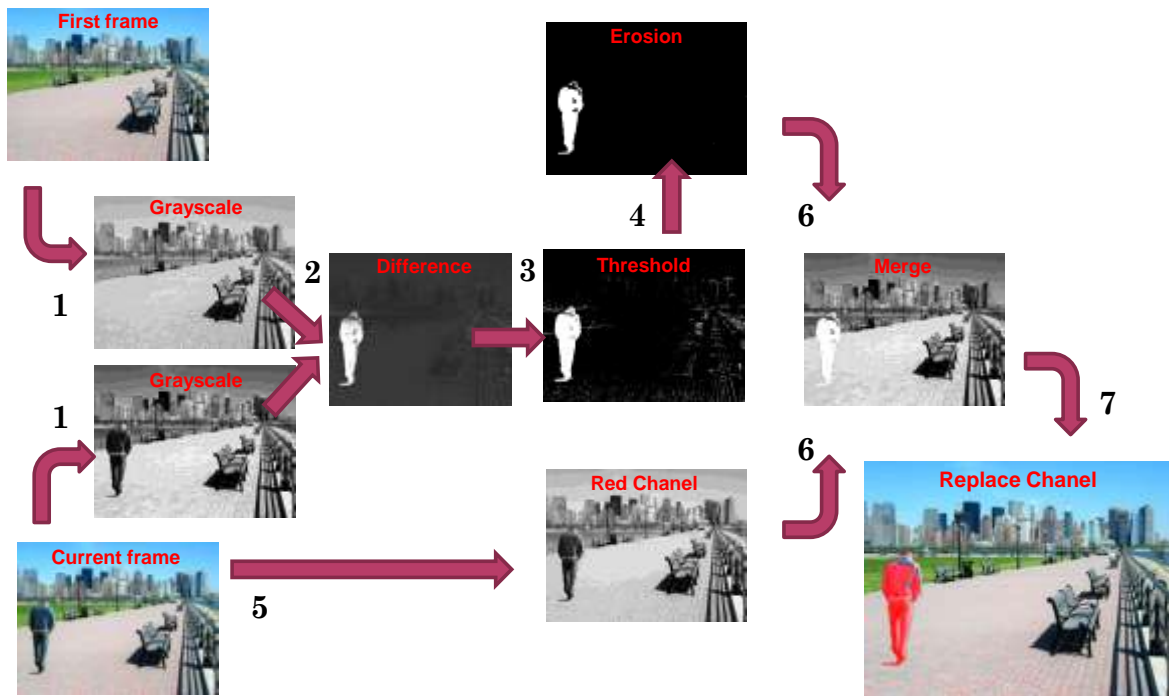 First frame
Erosion
4
6
Grayscale
1
2
Difference
3
Threshold
Merge
Grayscale
1
Red Chanel
6
7
Replace Chanel
Current frame
5